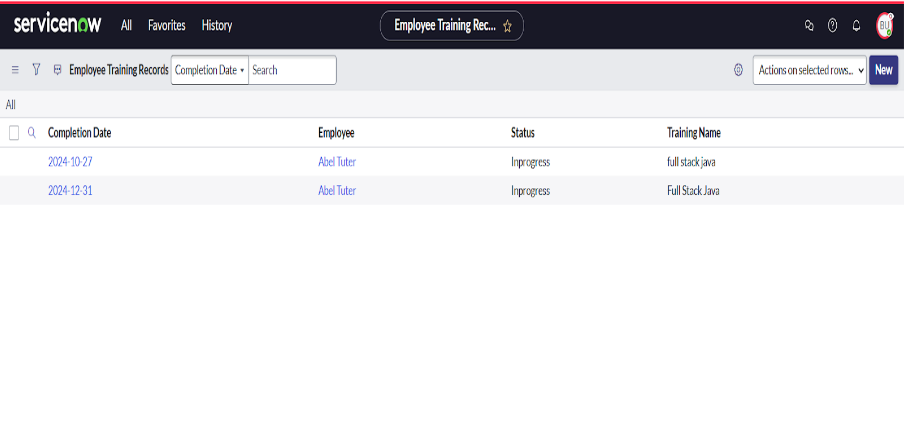 servicenow All Favorites History Employee Training Rec... BU
Employee Training Records Completion Date Search Actions on selected rows... New
All
Completion Date Employee Status Training Name
2024-10-27 Abel Tuter Inprogress full stack java
2024-12-31 Abel Tuter Inprogress Full Stack Java